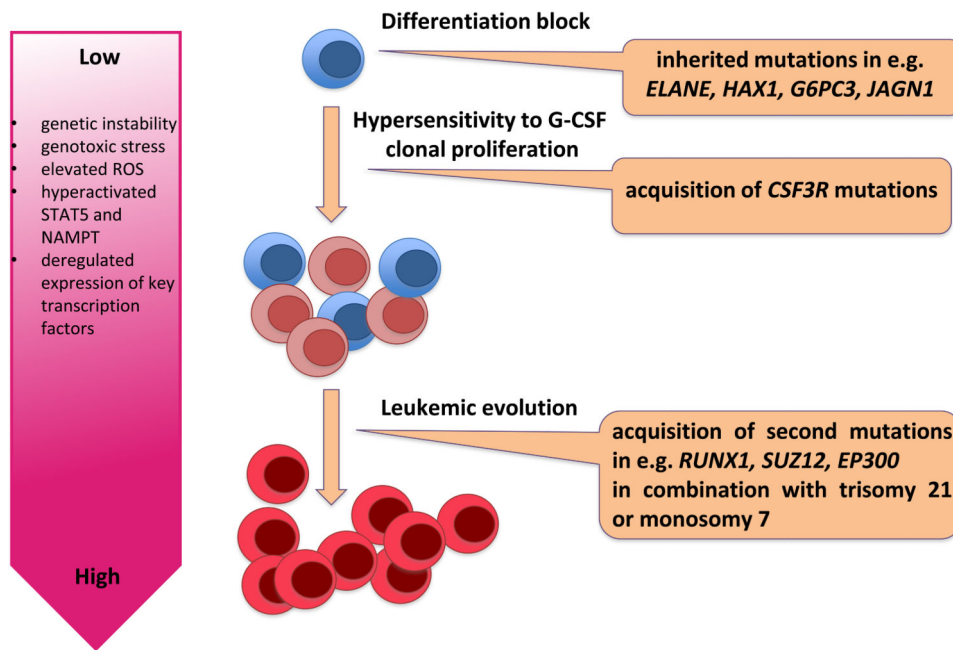 Low
• genetic instability
• genotoxic stress
• elevated ROS
• hyperactivated
STAT5 and
NAMPT
• deregulated
expression of key
transcription
factors
High
Differentiation block
inherited mutations in e.g.
ELANE, HAX1, G6PC3, JAGN1
Hypersensitivity to G-CSF
clonal proliferation
acquisition of CSF3R mutations
Leukemic evolution
acquisition of second mutations
in e.g. RUNX1, SUZ12, EP300
in combination with trisomy 21
or monosomy 7